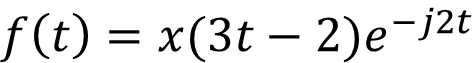 f(t) = x(3t − 2)e^{−j2t}